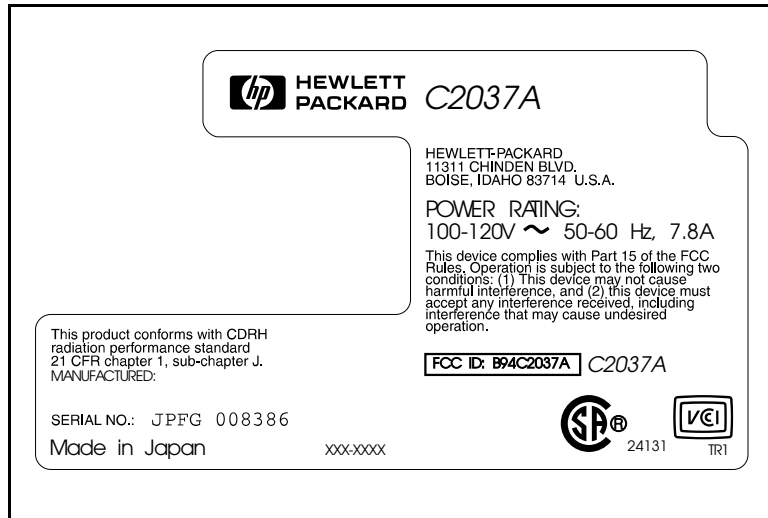 hp HEWLETT
PACKARD C2037A
HEWLETT-PACKARD
11311 CHINDEN BLVD.
BOISE, IDAHO 83714 U.S.A.
POWER RATING:
100-120V ~ 50-60 Hz, 7.8A
This device complies with Part 15 of the FCC
Rules. Operation is subject to the following two
conditions: (1) This device may not cause
harmful interference, and (2) this device must
accept any interference received, including
interference that may cause undesired
operation.
FCC ID: B94C2037A C2037A
This product conforms with CDRH
radiation performance standard
21 CFR chapter 1, sub-chapter J.
MANUFACTURED:
SERIAL NO.: JPFG 008386
Made in Japan
XXX-XXXX
SA ®
24131
VCI
TR1